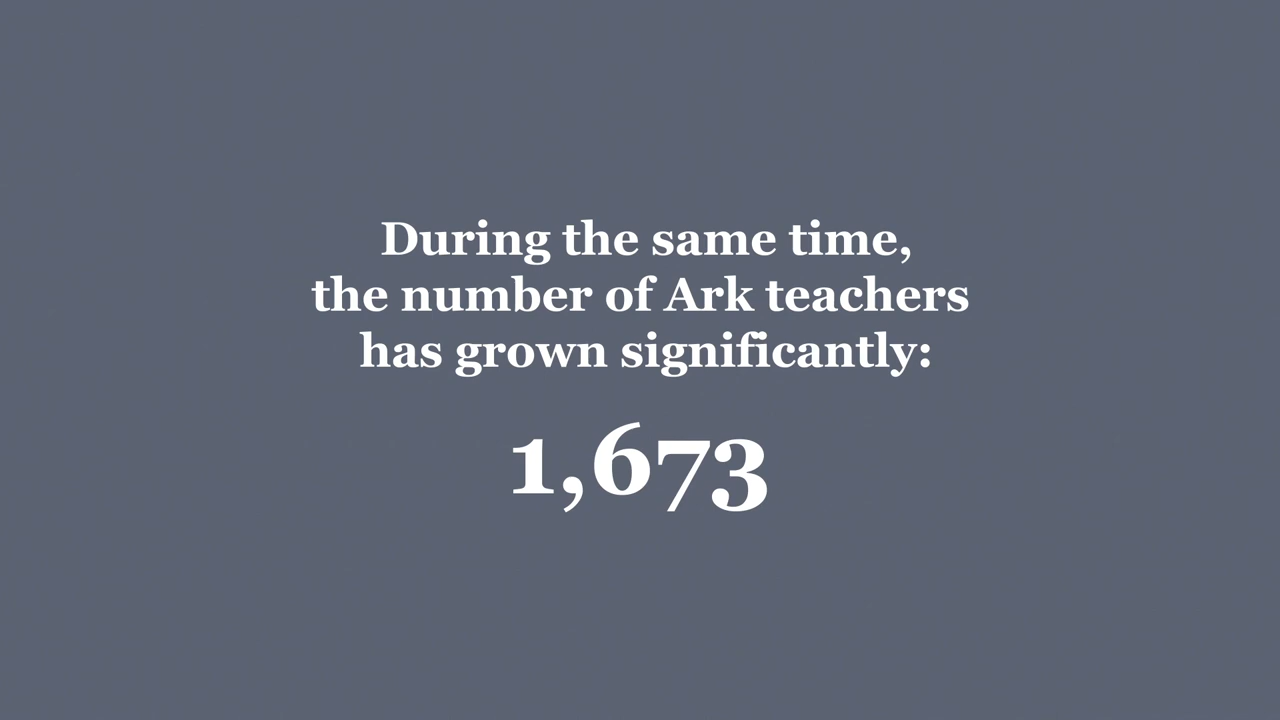 During the same time,
the number of Ark teachers
has grown significantly:
1,673